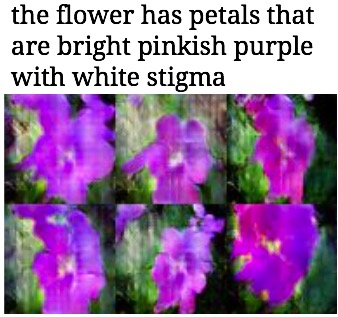 the flower has petals that
are bright pinkish purple
with white stigma